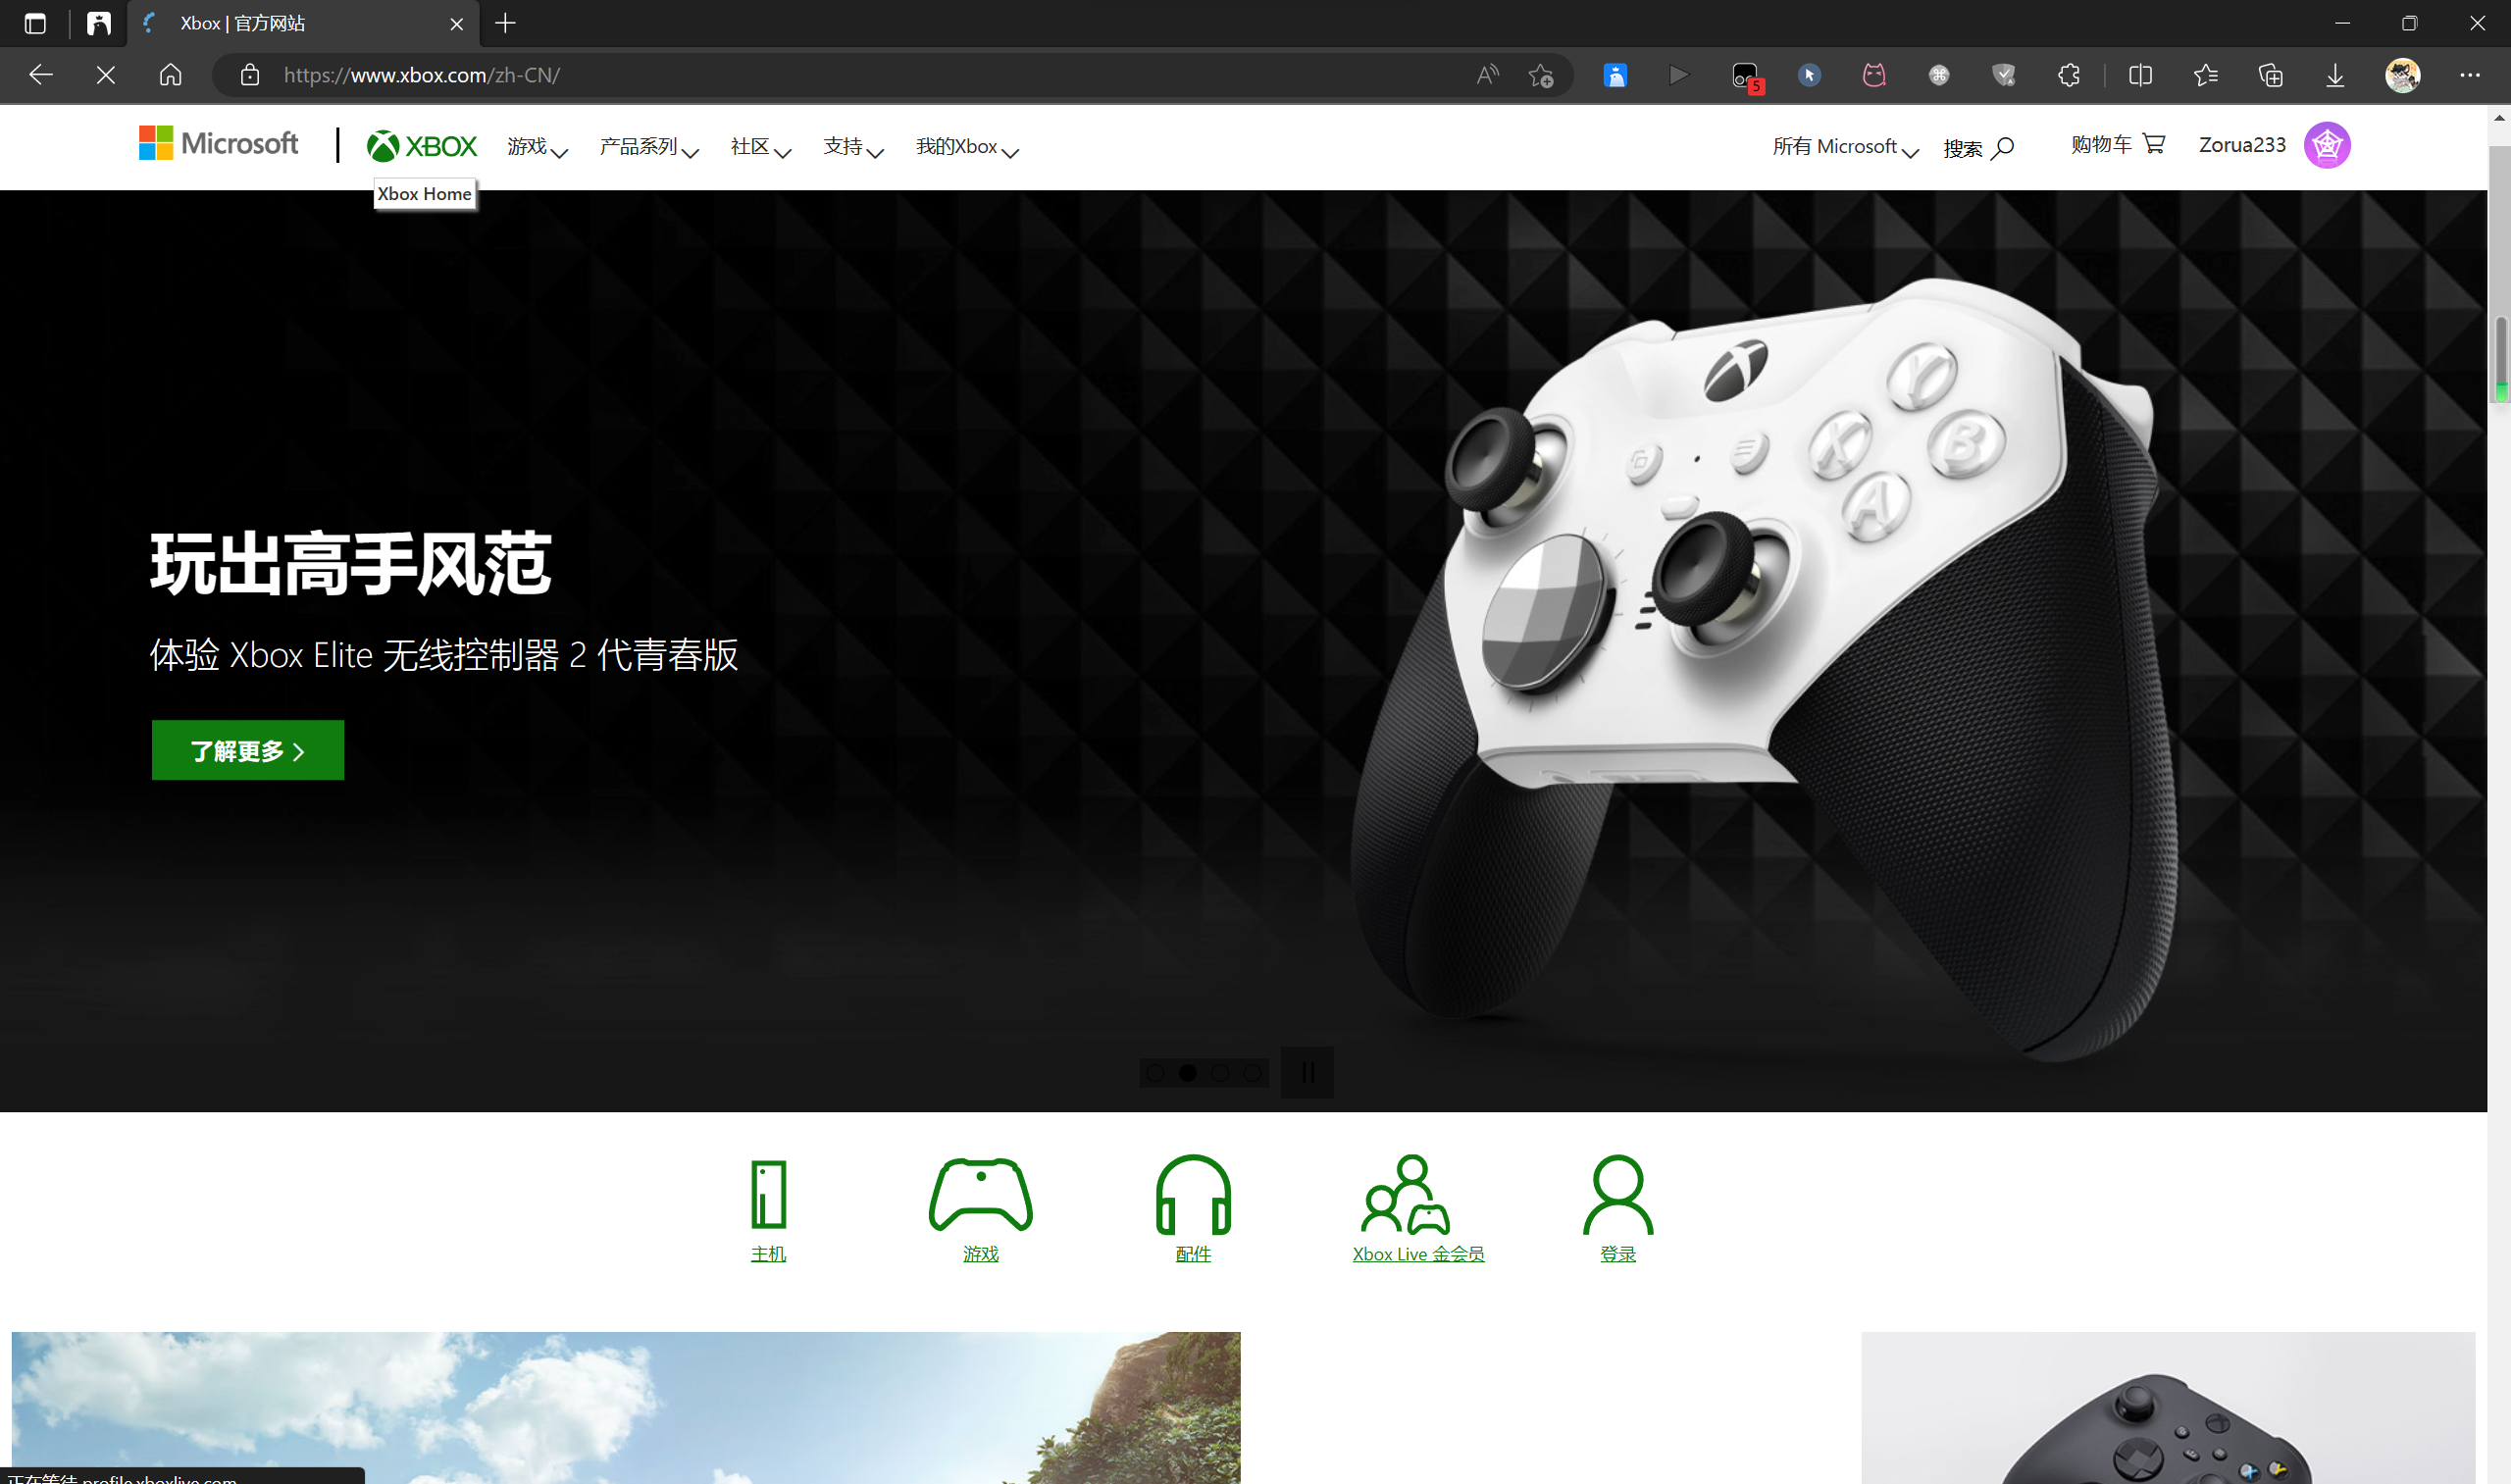 Xbox | 官方网站
https://www.xbox.com/zh-CN/
5
Microsoft
XBOX
游戏
产品系列
社区
支持
我的Xbox
所有 Microsoft
搜索
购物车
Zorua233
Xbox Home
玩出高手风范
体验 Xbox Elite 无线控制器 2 代青春版
了解更多
Y
X
B
A
主机
游戏
配件
Xbox Live 金会员
登录
正在等待 profile.xboxlive.com